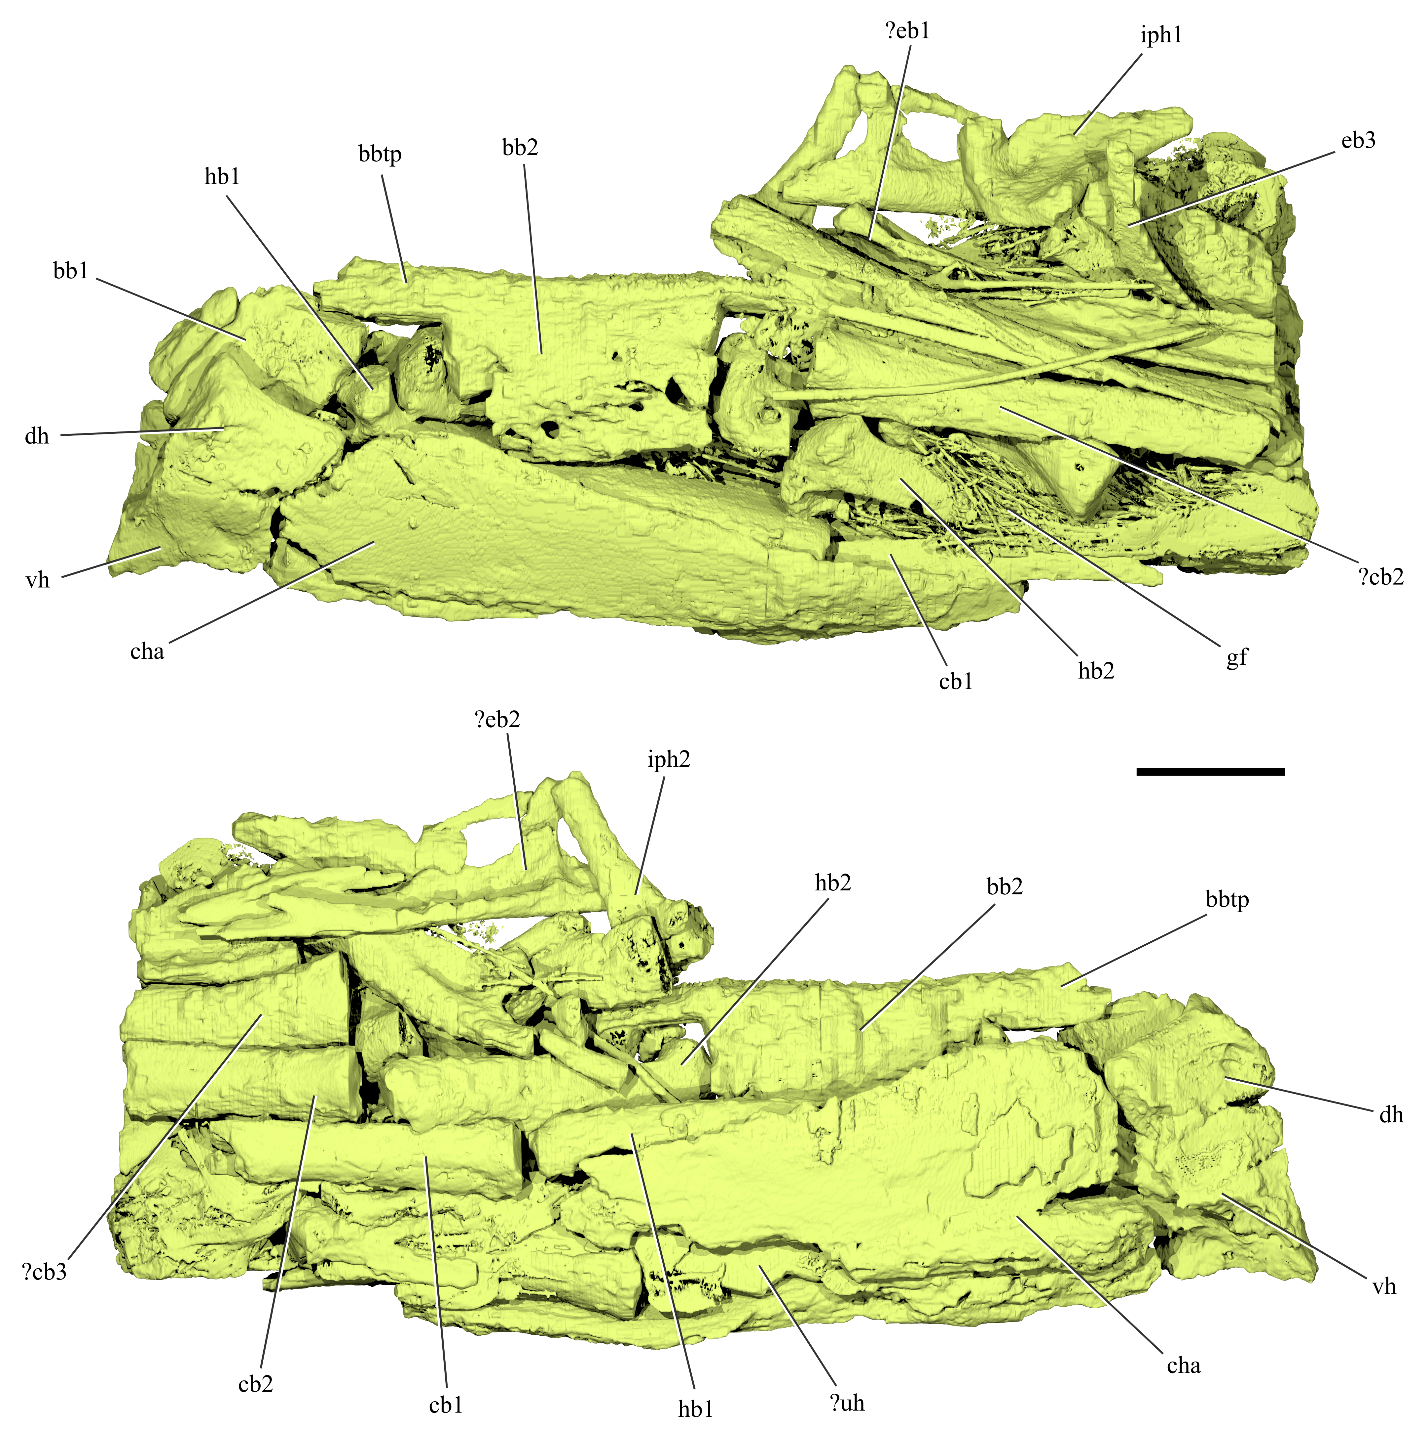 ?eb1
iph1
eb3
bb2
bbtp
hb1
bb1
dh
vh
cha
?cb2
gf
hb2
cb1
?eb2
iph2
hb2
bb2
bbtp
dh
vh
cha
?uh
hb1
cb1
cb2
?cb3